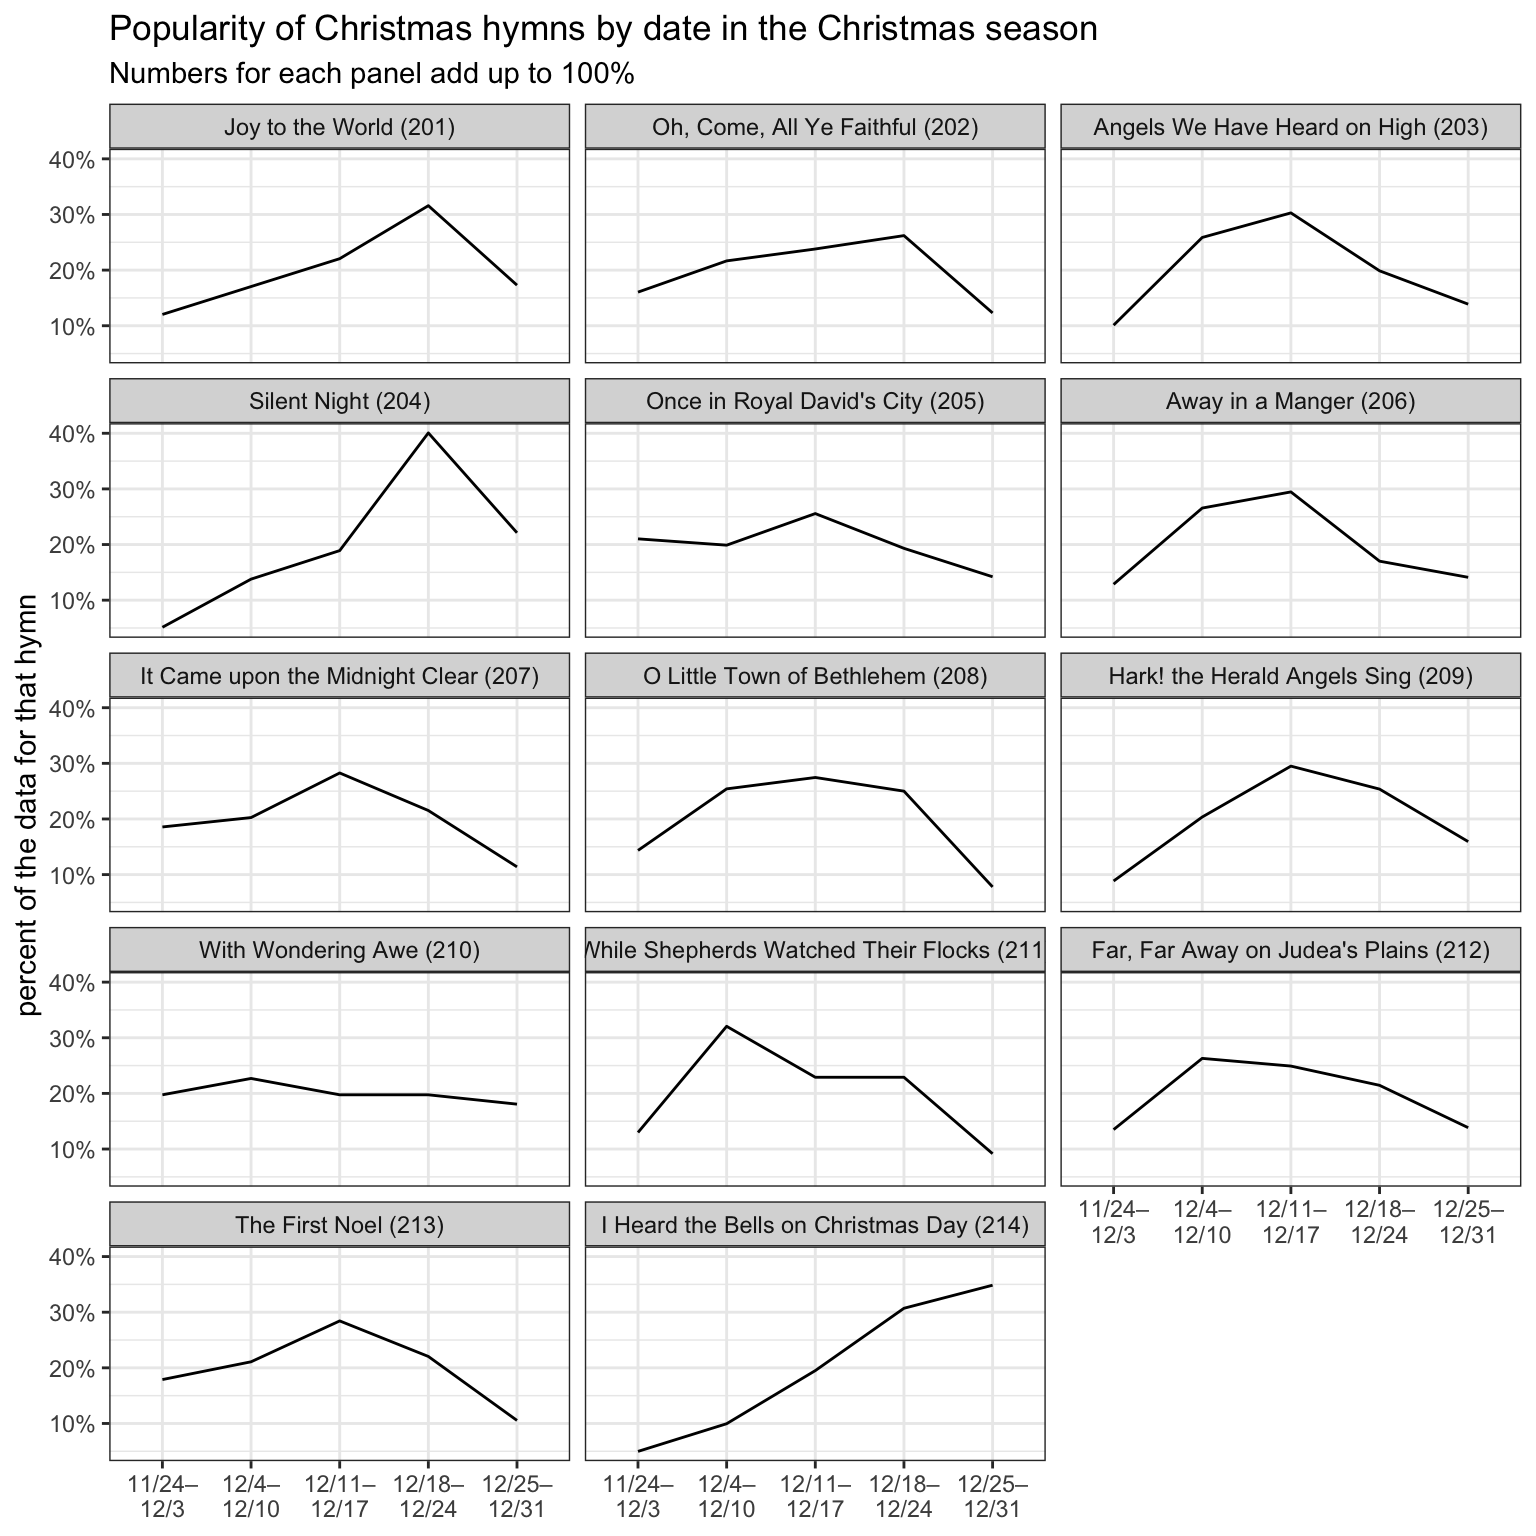 Popularity of Christmas hymns by date in the Christmas season
Numbers for each panel add up to 100%
percent of the data for that hymn
Joy to the World (201)
Oh, Come, All Ye Faithful (202)
Angels We Have Heard on High (203)
40%
30%
20%
10%
Silent Night (204)
Once in Royal David's City (205)
Away in a Manger (206)
40%
30%
20%
10%
It Came upon the Midnight Clear (207)
O Little Town of Bethlehem (208)
Hark! the Herald Angels Sing (209)
40%
30%
20%
10%
With Wondering Awe (210)
While Shepherds Watched Their Flocks (211
Far, Far Away on Judea's Plains (212)
40%
30%
20%
10%
11/24– 12/4– 12/11– 12/18– 12/25–
12/3 12/10 12/17 12/24 12/31
The First Noel (213)
I Heard the Bells on Christmas Day (214)
40%
30%
20%
10%
11/24– 12/4– 12/11– 12/18– 12/25–
12/3 12/10 12/17 12/24 12/31
11/24– 12/4– 12/11– 12/18– 12/25–
12/3 12/10 12/17 12/24 12/31